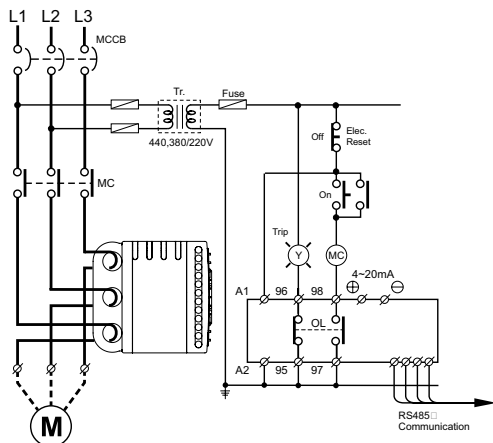 L1 L2 L3
MCCB
Tr.
Fuse
440,380/220V
Off
Elec.
Reset
MC
On
Trip
Y
MC
4~20mA
A1 96 98 ⊕ ⊖
OL
A2 95 97
M
RS485□
Communication